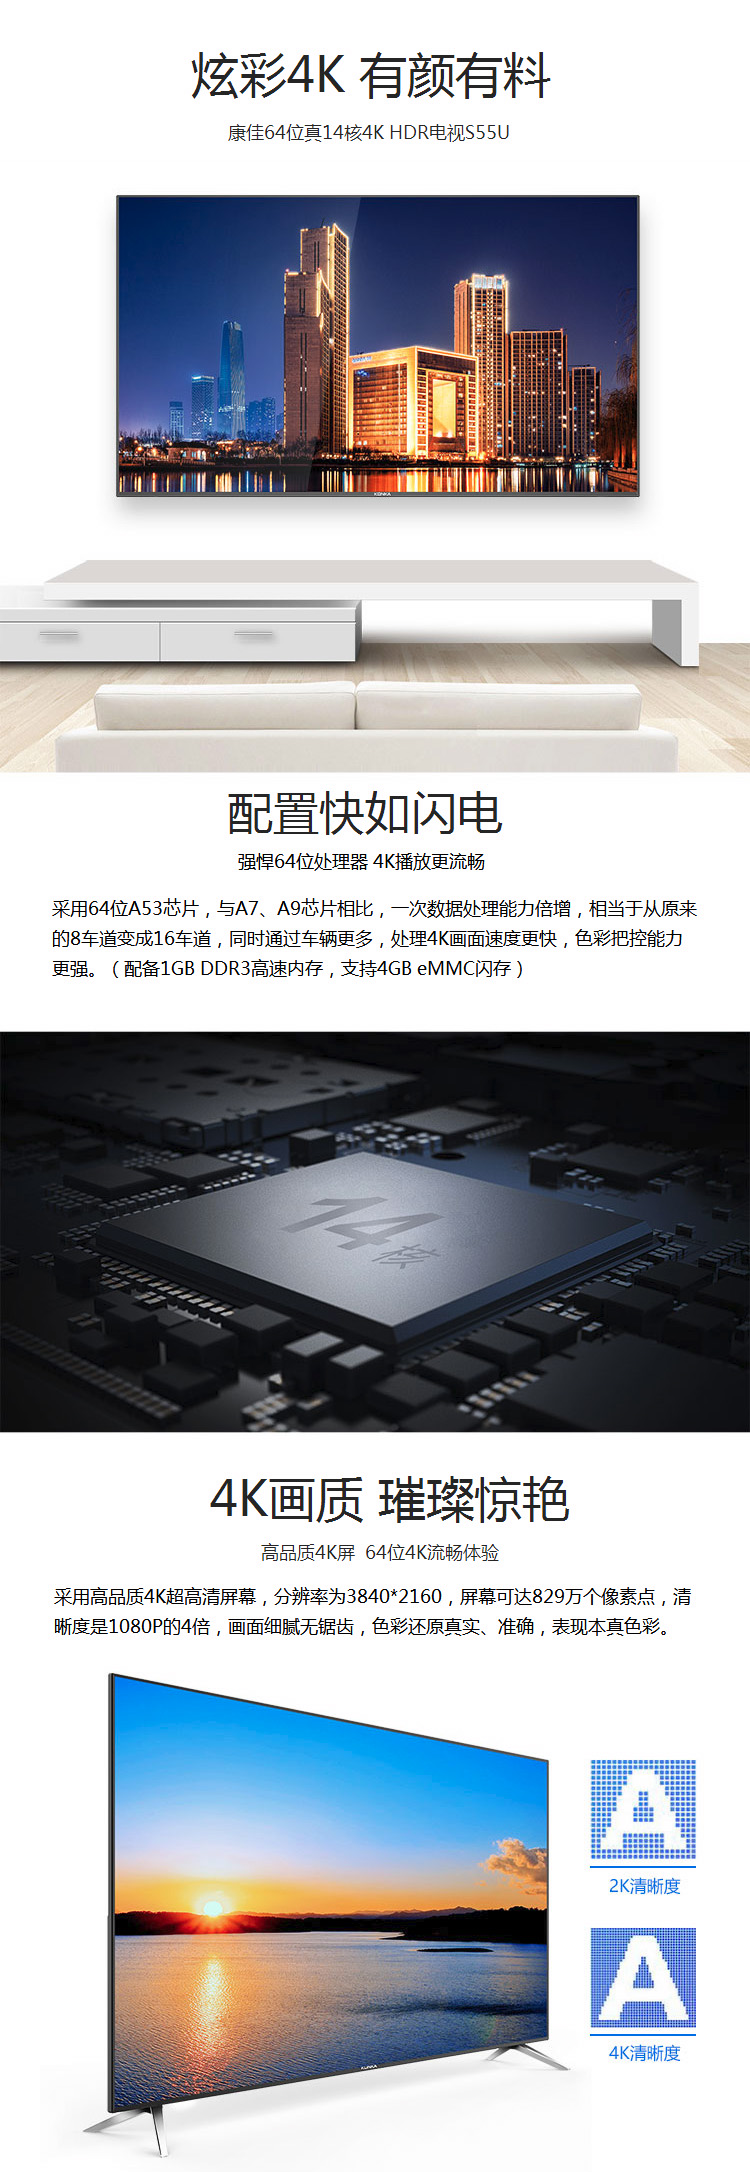 炫彩4K 有颜有料
康佳64位真14核4K HDR电视S55U
KONKA
配置快如闪电
强悍64位处理器 4K播放更流畅
采用64位A53芯片，与A7、A9芯片相比，一次数据处理能力倍增，相当于从原来
的8车道变成16车道，同时通过车辆更多，处理4K画面速度更快，色彩把控能力
更强。（配备1GB DDR3高速内存，支持4GB eMMC闪存）
14核
4K画质 璀璨惊艳
高品质4K屏 64位4K流畅体验
采用高品质4K超高清屏幕，分辨率为3840*2160，屏幕可达829万个像素点，清
晰度是1080P的4倍，画面细腻无锯齿，色彩还原真实、准确，表现本真色彩。
A
2K清晰度
A
4K清晰度
KONKA